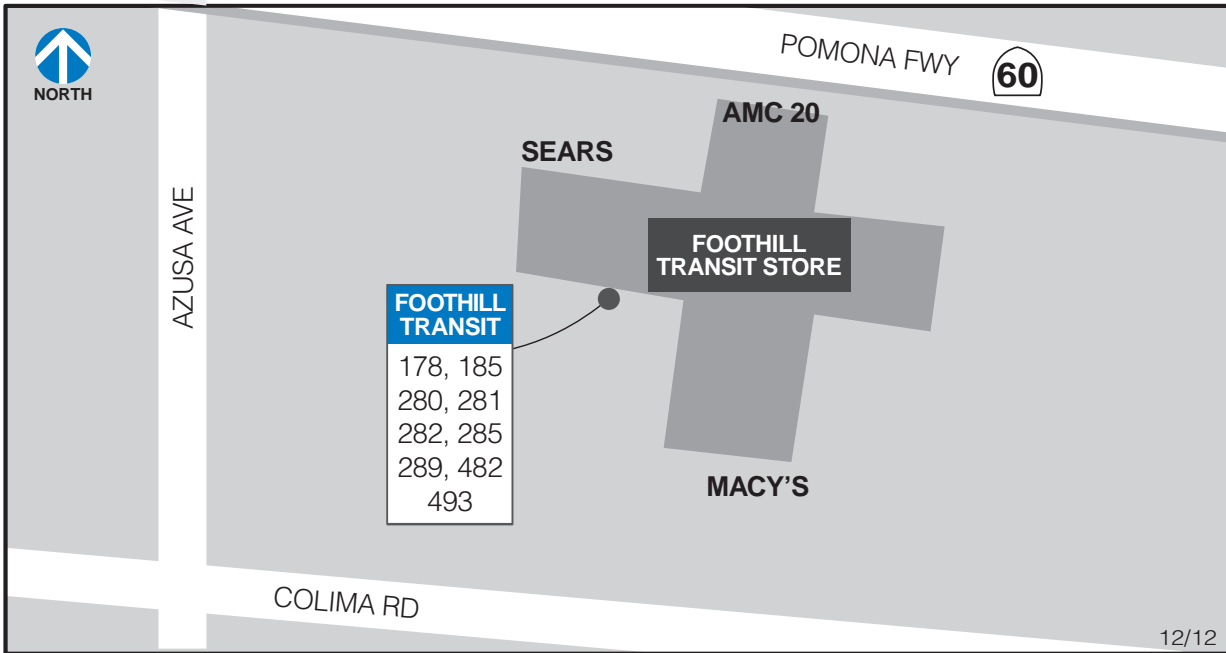 POMONA FWY
60
NORTH
AMC 20
SEARS
AZUSA AVE
FOOTHILL
TRANSIT STORE
FOOTHILL
TRANSIT
178, 185
280, 281
282, 285
289, 482
493
MACY’S
COLIMA RD
12/12